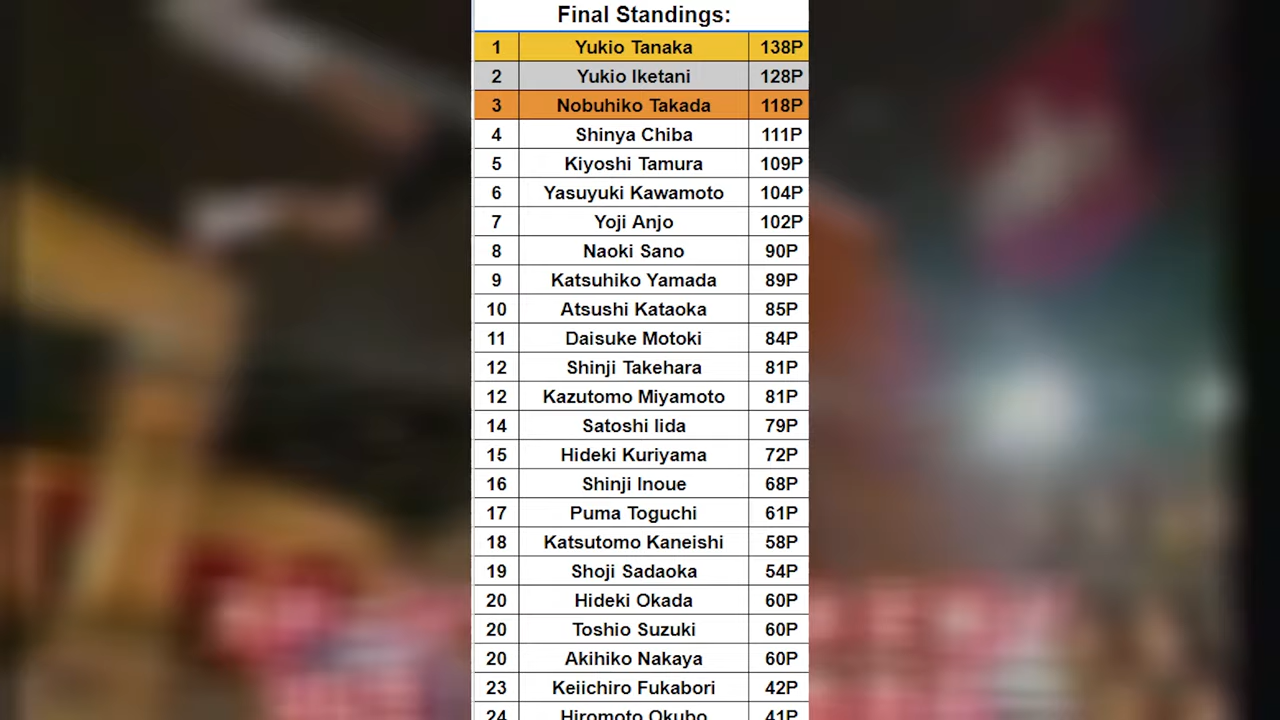 Final Standings:
1 Yukio Tanaka 138P
2 Yukio Iketani 128P
3 Nobuhiko Takada 118P
4 Shinya Chiba 111P
5 Kiyoshi Tamura 109P
6 Yasuyuki Kawamoto 104P
7 Yoji Anjo 102P
8 Naoki Sano 90P
9 Katsuhiko Yamada 89P
10 Atsushi Kataoka 85P
11 Daisuke Motoki 84P
12 Shinji Takehara 81P
12 Kazutomo Miyamoto 81P
14 Satoshi Iida 79P
15 Hideki Kuriyama 72P
16 Shinji Inoue 68P
17 Puma Toguchi 61P
18 Katsutomo Kaneishi 58P
19 Shoji Sadaoka 54P
20 Hideki Okada 60P
20 Toshio Suzuki 60P
20 Akihiko Nakaya 60P
23 Keiichiro Fukabori 42P
24 Hiromoto Okubo 41P